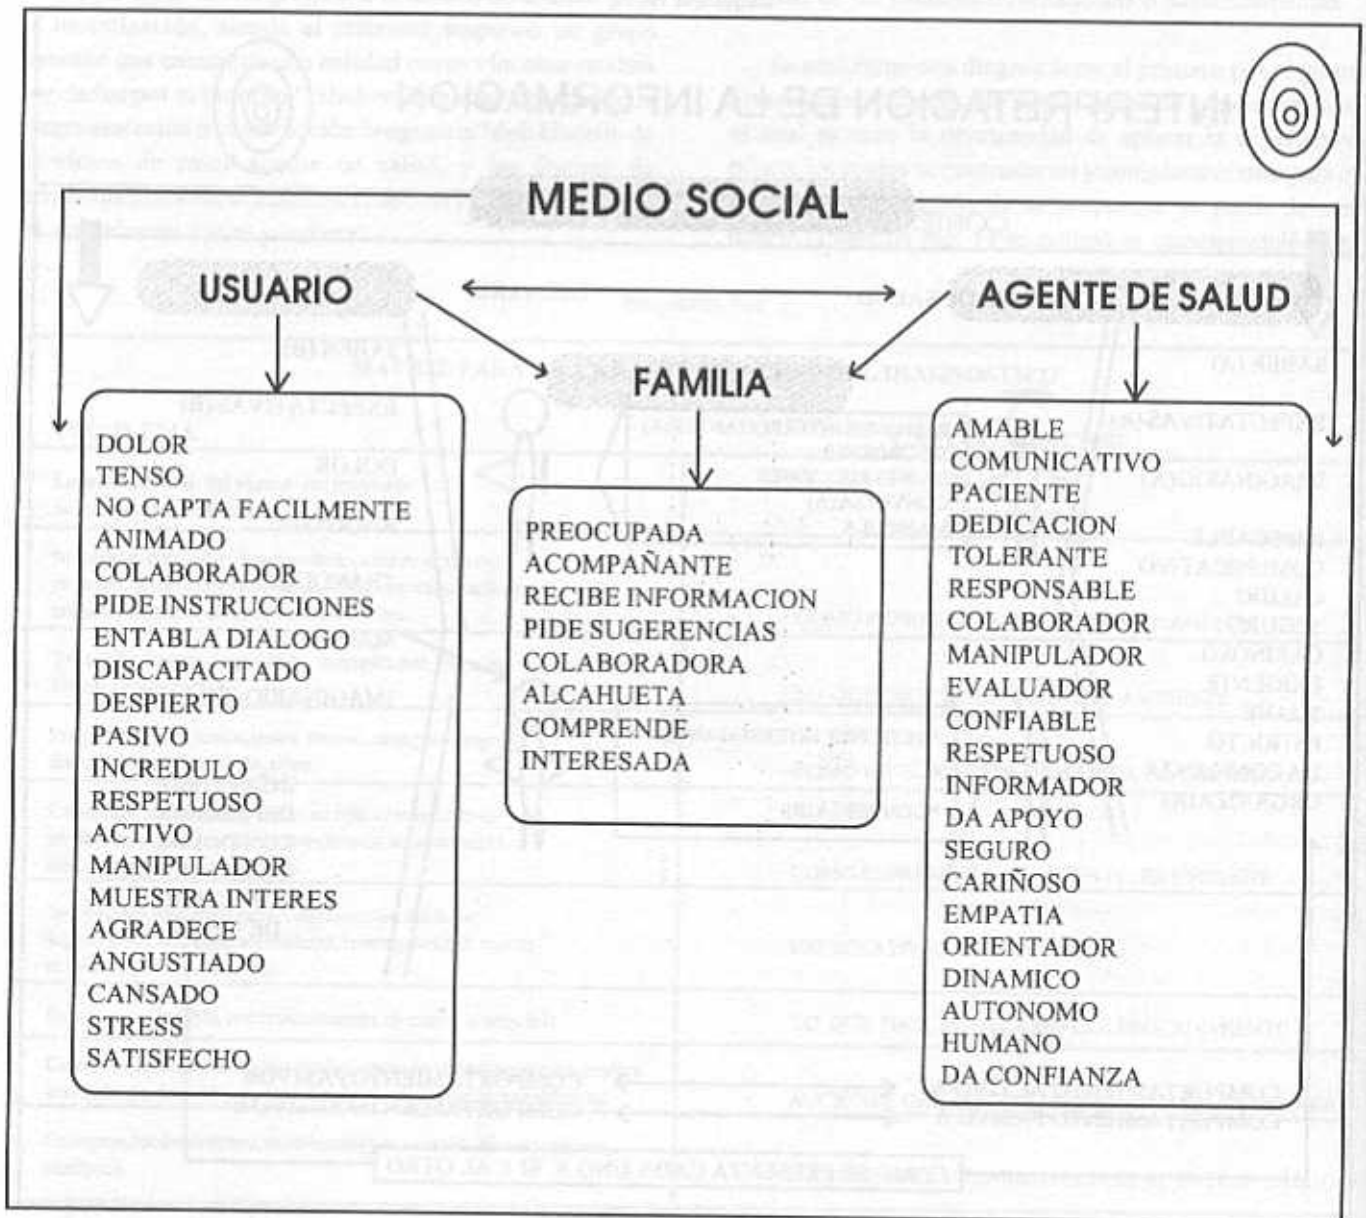 MEDIO SOCIAL
USUARIO
AGENTE DE SALUD
FAMILIA
DOLOR
TENSO
NO CAPTA FACILMENTE
ANIMADO
COLABORADOR
PIDE INSTRUCCIONES
ENTABLA DIALOGO
DISCAPACITADO
DESPIERTO
PASIVO
INCREDULO
RESPETUOSO
ACTIVO
MANIPULADOR
MUESTRA INTERES
AGRADECE
ANGUSTIADO
CANSADO
STRESS
SATISFECHO
PREOCUPADA
ACOMPAÑANTE
RECIBE INFORMACION
PIDE SUGERENCIAS
COLABORADORA
ALCAHUETA
COMPRENDE
INTERESADA
AMABLE
COMUNICATIVO
PACIENTE
DEDICACION
TOLERANTE
RESPONSABLE
COLABORADOR
MANIPULADOR
EVALUADOR
CONFIABLE
RESPETUOSO
INFORMADOR
DA APOYO
SEGURO
CARIÑOSO
EMPATIA
ORIENTADOR
DINAMICO
AUTONOMO
HUMANO
DA CONFIANZA